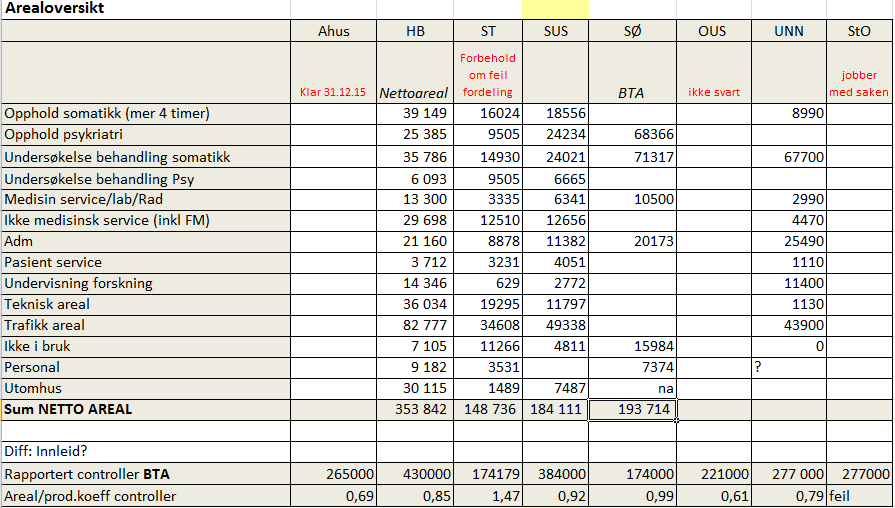 Arealoversikt
Ahus HB ST SUS SØ OUS UNN StO
Klar 31.12.15 Nettoareal Forbehold om feil fordeling BTA ikke svart jobber med saken
Opphold somatikk (mer 4 timer) 39 149 16024 18556 8990
Opphold psykriatri 25 385 9505 24234 68366
Undersøkelse behandling somatikk 35 786 14930 24021 71317 67700
Undersøkelse behandling Psy 6 093 9505 6665
Medisin service/lab/Rad 13 300 3335 6341 10500 2990
Ikke medisinsk service (inkl FM) 29 698 12510 12656 4470
Adm 21 160 8878 11382 20173 25490
Pasient service 3 712 3231 4051 1110
Undervisning forskning 14 346 629 2772 11400
Teknisk areal 36 034 19295 11797 1130
Trafikk areal 82 777 34608 49338 43900
Ikke i bruk 7 105 11266 4811 15984 0
Personal 9 182 3531 7374 ?
Utomhus 30 115 1489 7487 na
Sum NETTO AREAL 353 842 148 736 184 111 193 714
Diff: Innleid?
Rapportert controller BTA 265000 430000 174179 384000 174000 221000 277 000 277000
Areal/prod.koeff controller 0,69 0,85 1,47 0,92 0,99 0,61 0,79 feil